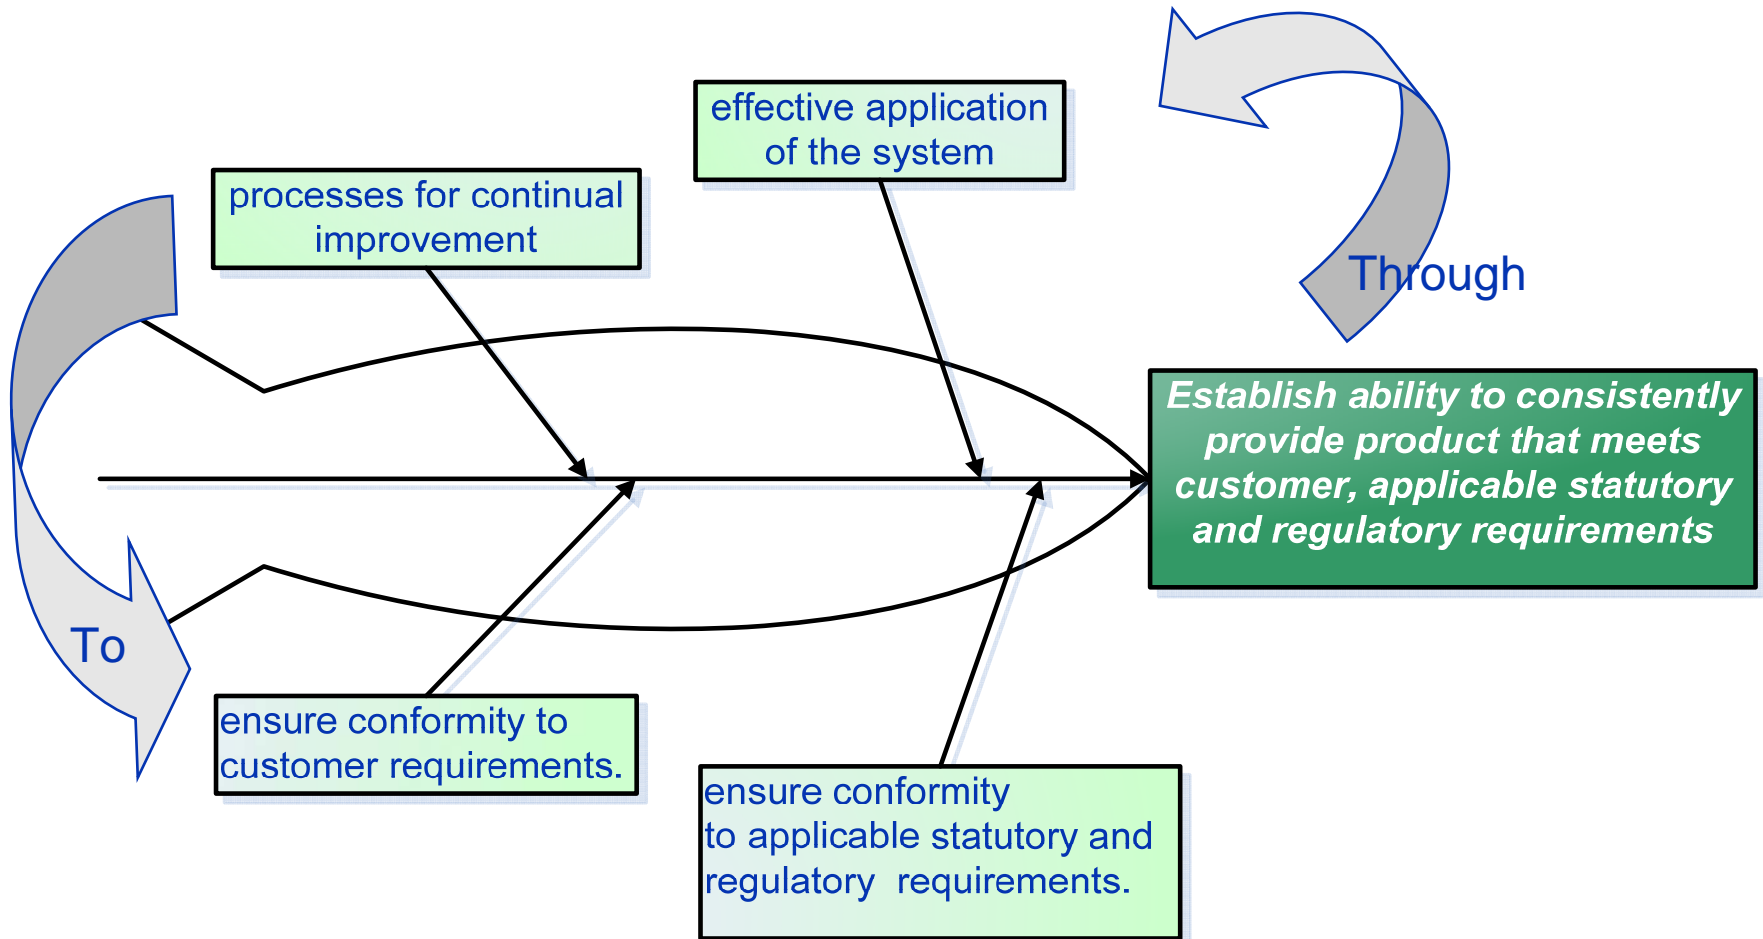 effective application
of the system
processes for continual
improvement
Through
Establish ability to consistently
provide product that meets
customer, applicable statutory
and regulatory requirements
To
ensure conformity to
customer requirements.
ensure conformity
to applicable statutory and
regulatory  requirements.